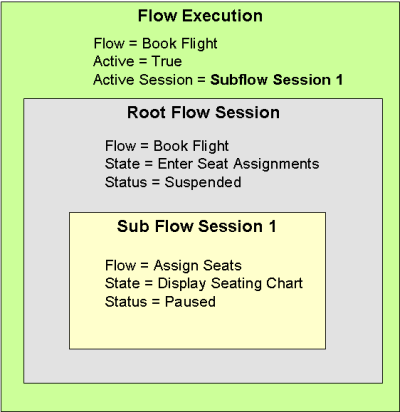 Flow Execution
Flow = Book Flight
Active = True
Active Session = Subflow Session 1
Root Flow Session
Flow = Book Flight
State = Enter Seat Assignments
Status = Suspended
Sub Flow Session 1
Flow = Assign Seats
State = Display Seating Chart
Status = Paused